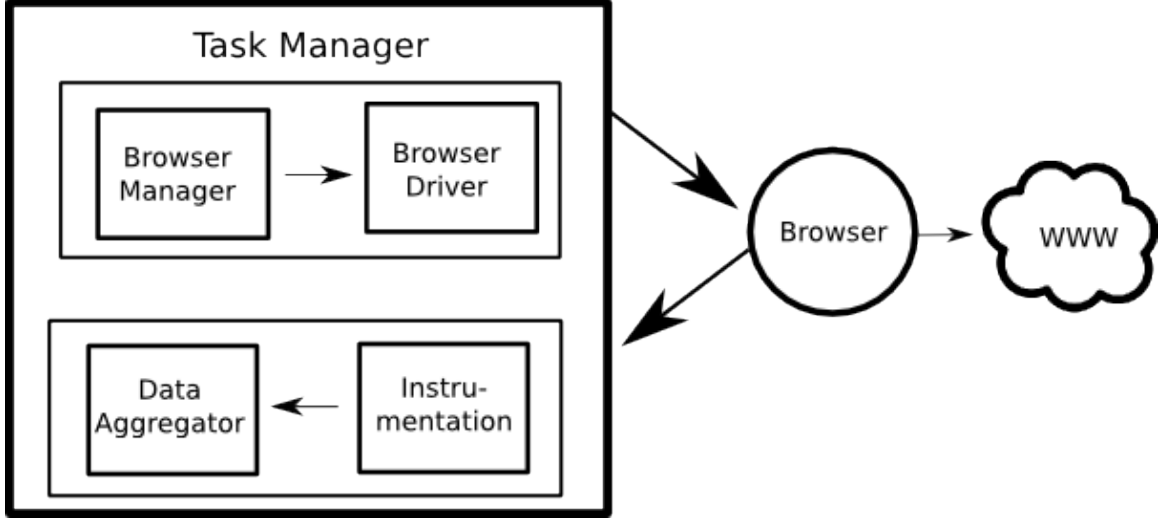 Task Manager
Browser
Manager
Browser
Driver
Browser
www
Data
Aggregator
Instru-
mentation